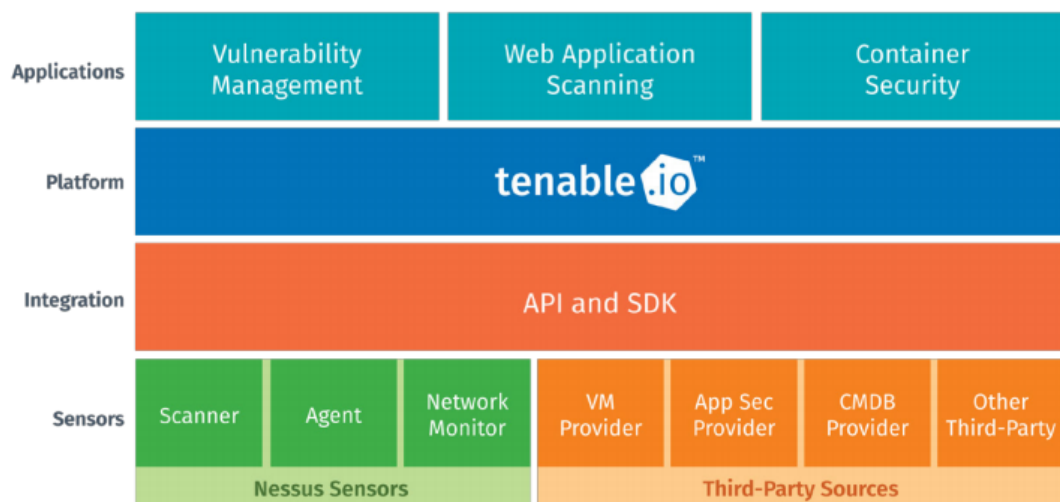 Applications
Vulnerability
Management
Web Application
Scanning
Container
Security
Platform
tenable.io™
Integration
API and SDK
Sensors
Scanner
Agent
Network
Monitor
VM
Provider
App Sec
Provider
CMDB
Provider
Other
Third-Party
Nessus Sensors
Third-Party Sources